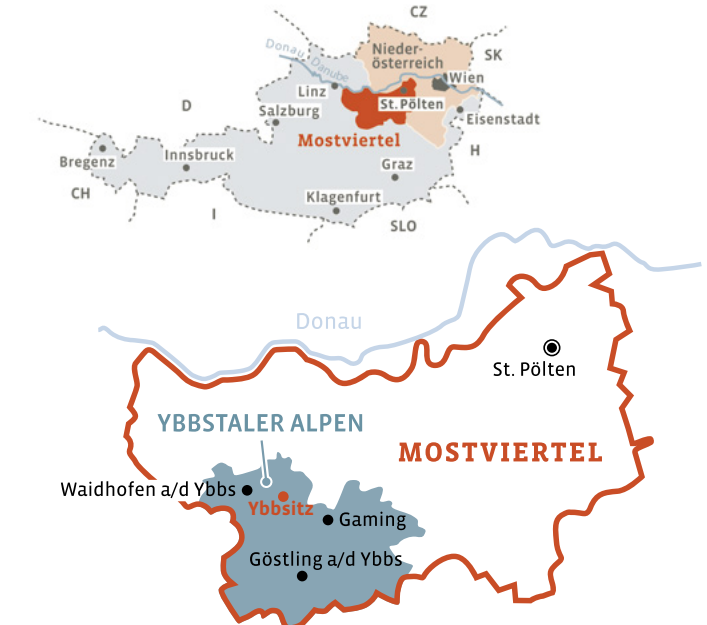 CZ
Donau
Danube
Nieder-
österreich
SK
Wien
Linz
St. Pölten
D
Salzburg
Eisenstadt
Mostviertel
H
Bregenz
Innsbruck
Graz
CH
Klagenfurt
I
SLO
Donau
St. Pölten
YBBSTALER ALPEN
MOSTVIERTEL
Waidhofen a/d Ybbs
Ybbsitz
Gaming
Göstling a/d Ybbs